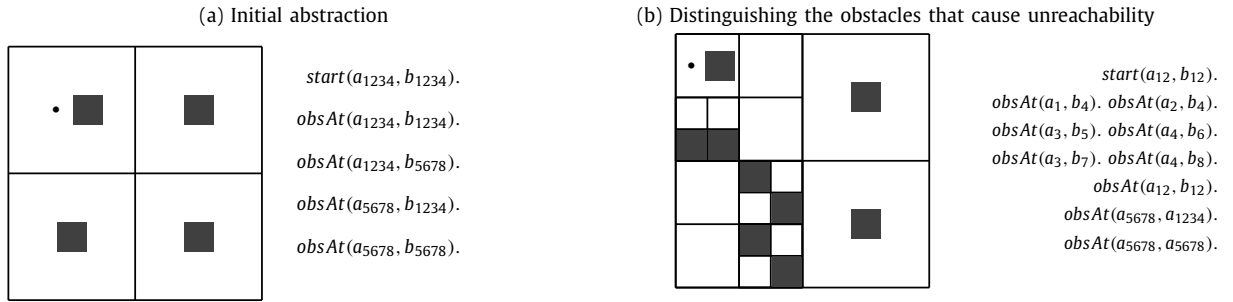 (a) Initial abstraction
start(a₁₂₃₄, b₁₂₃₄).
obsAt(a₁₂₃₄, b₁₂₃₄).
obsAt(a₁₂₃₄, b₅₆₇₈).
obsAt(a₅₆₇₈, b₁₂₃₄).
obsAt(a₅₆₇₈, b₅₆₇₈).
(b) Distinguishing the obstacles that cause unreachability
start(a₁₂, b₁₂).
obsAt(a₁, b₄). obsAt(a₂, b₄).
obsAt(a₃, b₅). obsAt(a₄, b₆).
obsAt(a₃, b₇). obsAt(a₄, b₈).
obsAt(a₁₂, b₁₂).
obsAt(a₅₆₇₈, a₁₂₃₄).
obsAt(a₅₆₇₈, a₅₆₇₈).